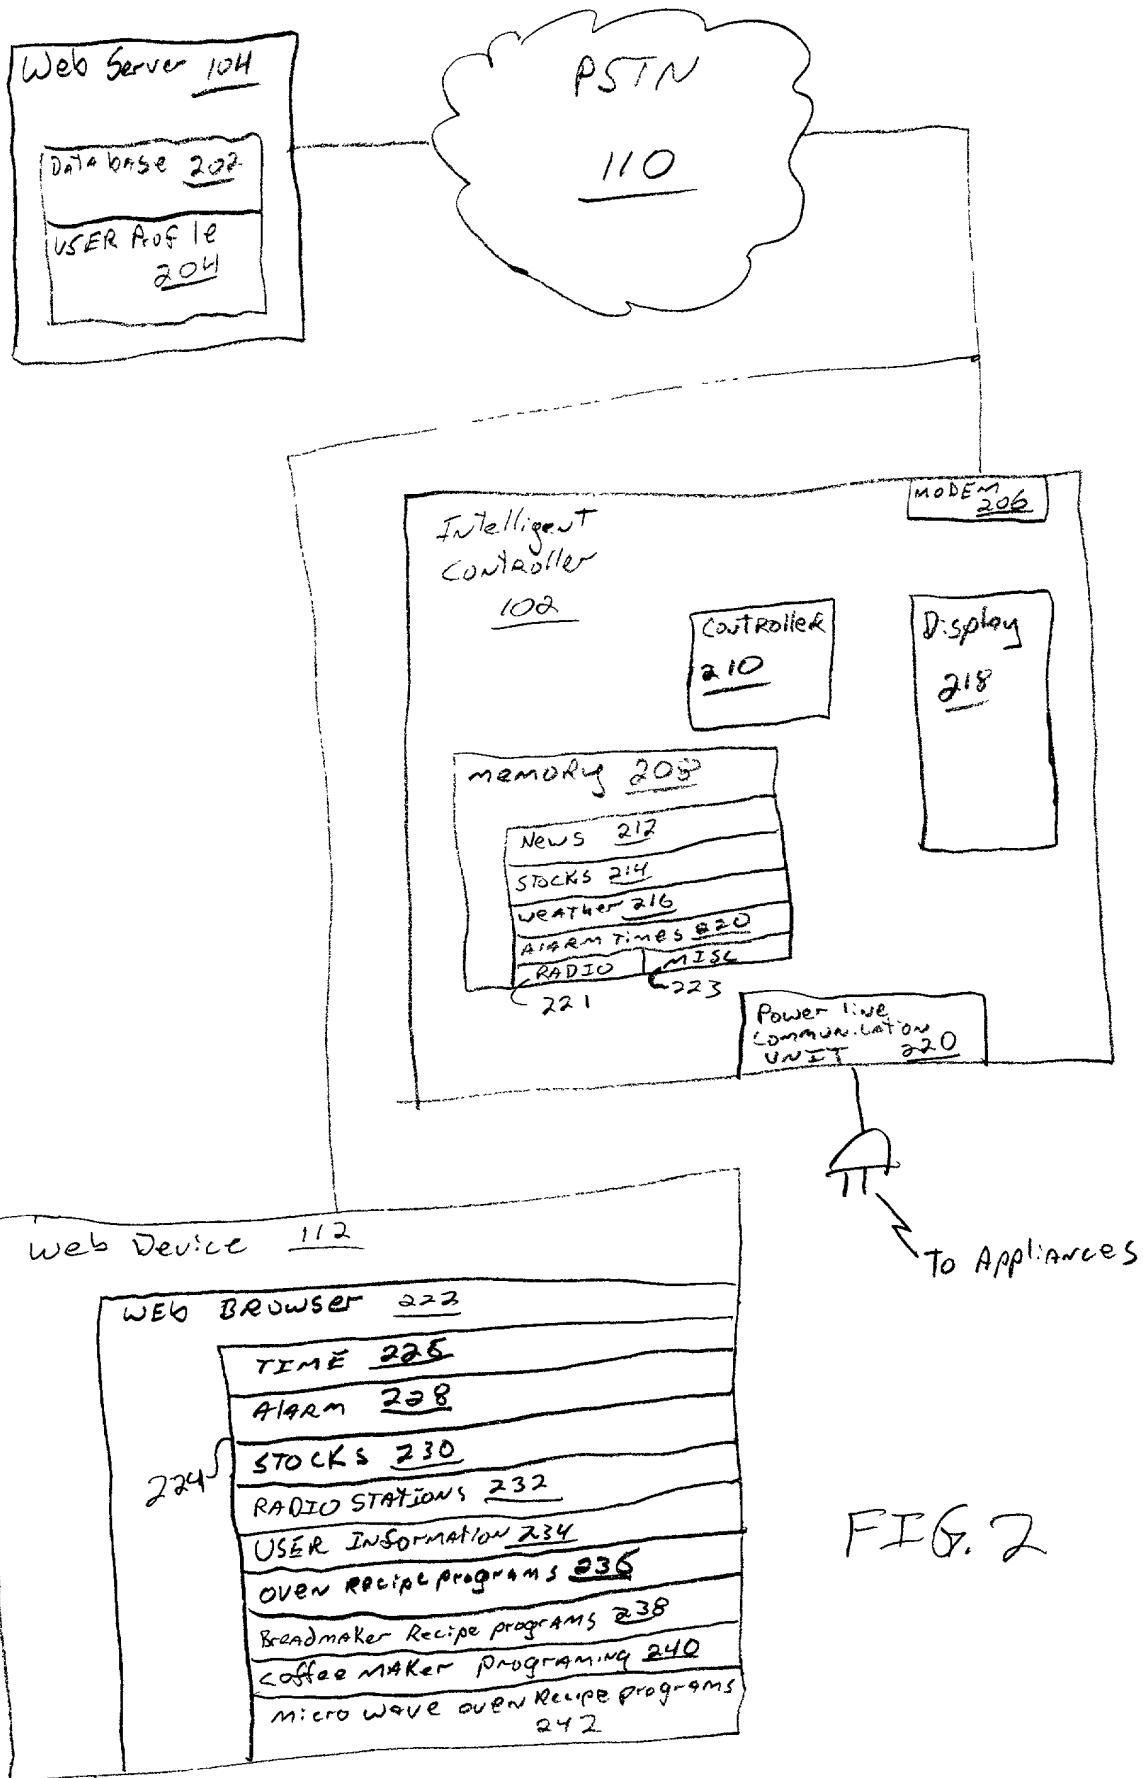 Web Server 104
DATA bASe 202
USER Profile
204
PSTN
110
MODEM
206
Intelligent
CONTROller
102
CONTROlleR
210
Display
218
MeMORy 208
News 212
STOCKS 214
WeATHer 216
AlARM Times 220
RADIO
MISC
221
223
Power line
COMMUNICATION
UNIT 220
To AppliANCeS
Web Device 112
WEb BROWSer 222
TIME 226
AlARM 228
STOCKS 230
224
RADIO STATIONS 232
USER INFORMATION 234
OVEN Recipe programs 236
BreadmAKer Recipe progrAMS 238
Coffee MAKer Programing 240
Micro wave oven Recipe programs
242
FIG. 2